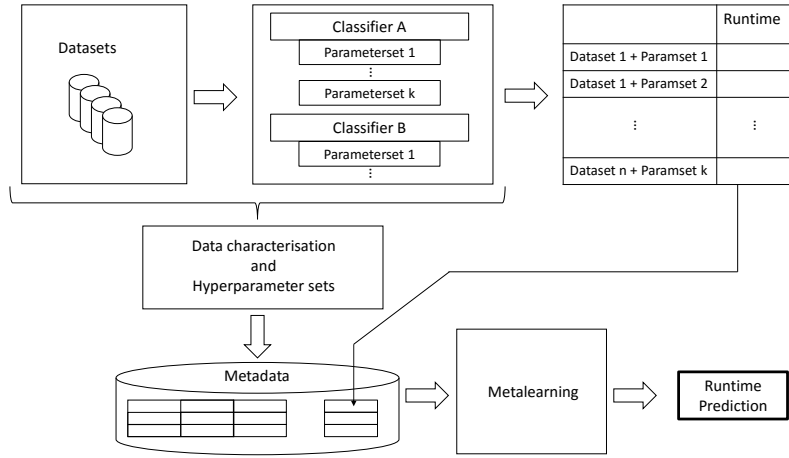 Datasets
Classifier A
Parameterset 1
⋮
Parameterset k
Classifier B
Parameterset 1
⋮
Runtime
Dataset 1 + Paramset 1
Dataset 1 + Paramset 2
⋮ ⋮
Dataset n + Paramset k
Data characterisation
and
Hyperparameter sets
Metadada
Metalearning
Runtime
Prediction